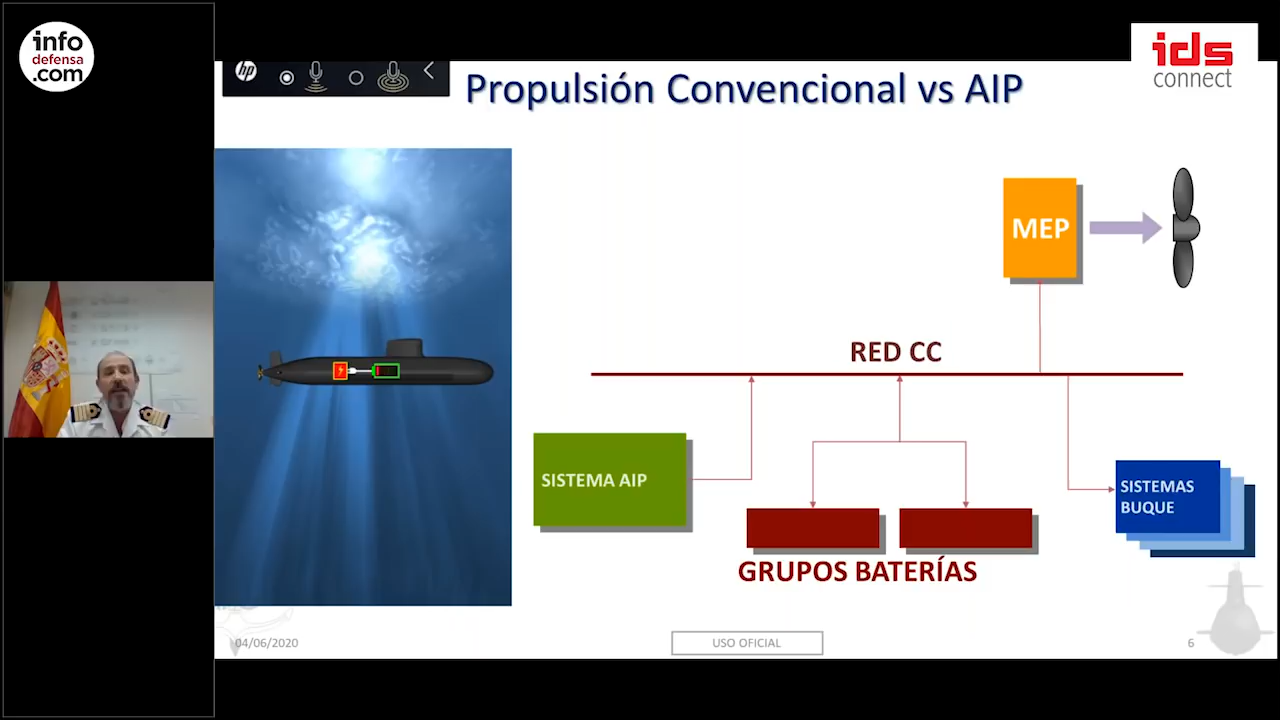 info
defensa
.com
hp
ids
connect
Propulsión Convencional vs AIP
MEP
RED CC
SISTEMA AIP
SISTEMAS
BUQUE
GRUPOS BATERÍAS
04/06/2020
USO OFICIAL
6